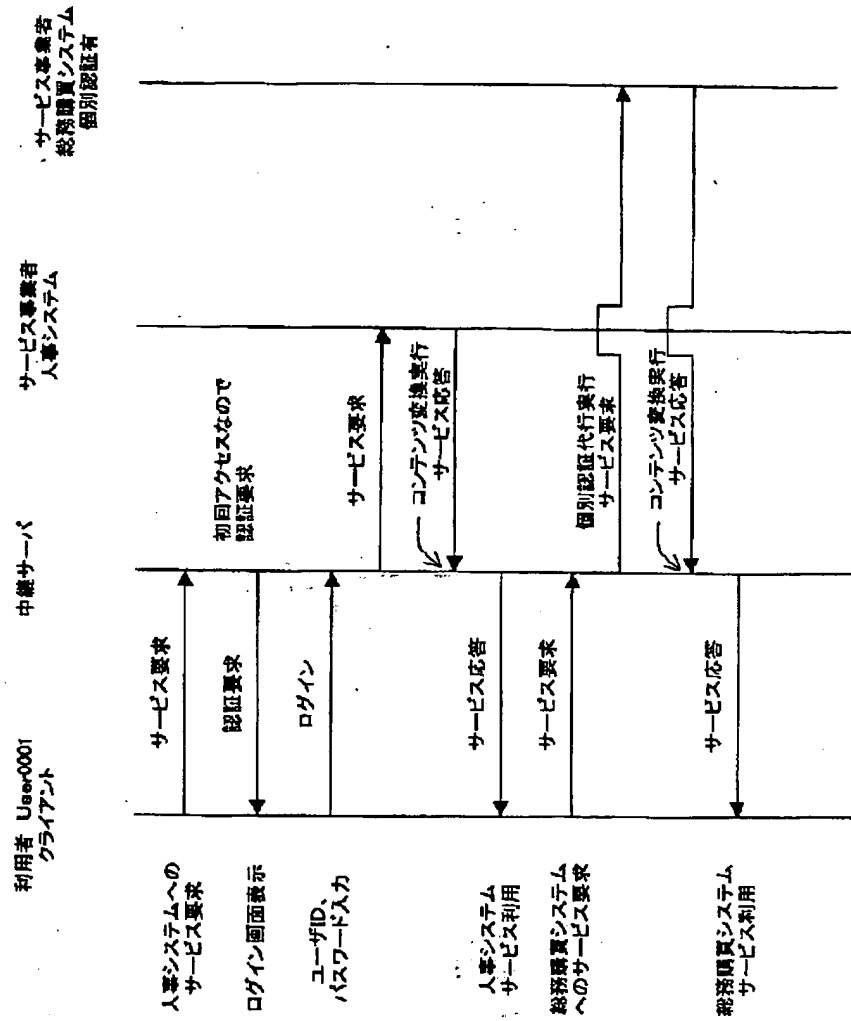 利用者 User0001
クライアント
中継サーバ
サービス事業者
人事システム
サービス事業者
総務購買システム
個別認証有
人事システムへの
サービス要求
サービス要求
ログイン画面表示
認証要求
初回アクセスなので
認証要求
ユーザID、
パスワード入力
ログイン
サービス要求
コンテンツ変換実行
サービス応答
人事システム
サービス利用
サービス応答
総務購買システム
へのサービス要求
サービス要求
個別認証代行実行
サービス要求
コンテンツ変換実行
サービス応答
総務購買システム
サービス利用
サービス応答